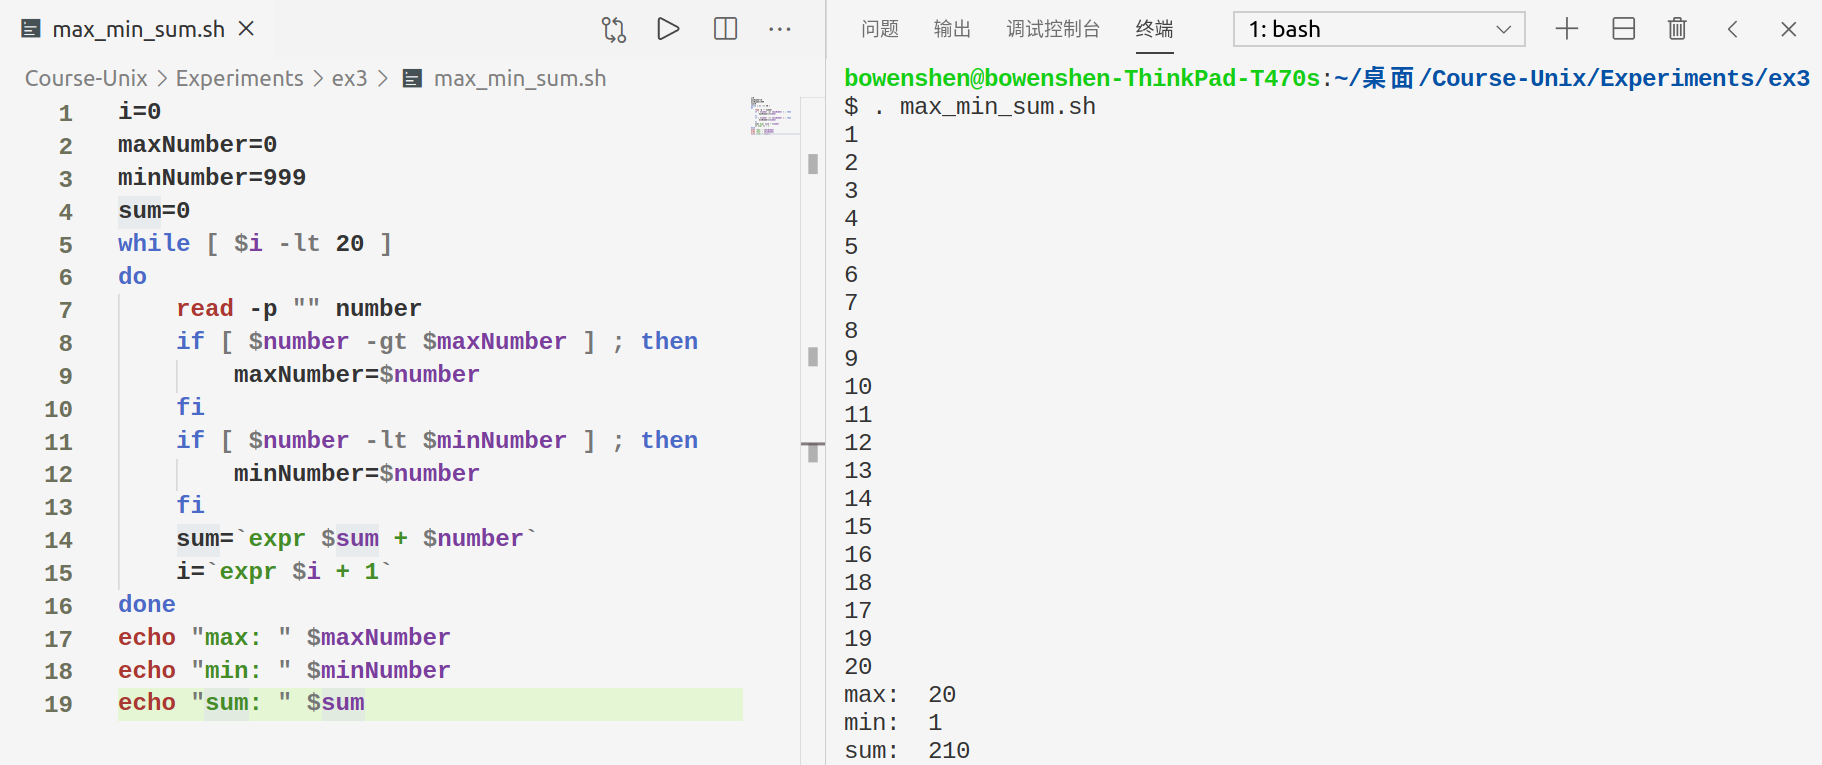 max_min_sum.sh
Course-Unix > Experiments > ex3 > max_min_sum.sh
1 i=0
2 maxNumber=0
3 minNumber=999
4 sum=0
5 while [ $i -lt 20 ]
6 do
7 read -p "" number
8 if [ $number -gt $maxNumber ] ; then
9 maxNumber=$number
10 fi
11 if [ $number -lt $minNumber ] ; then
12 minNumber=$number
13 fi
14 sum=`expr $sum + $number`
15 i=`expr $i + 1`
16 done
17 echo "max: " $maxNumber
18 echo "min: " $minNumber
19 echo "sum: " $sum
问题 输出 调试控制台 终端 1: bash
bowenshen@bowenshen-ThinkPad-T470s:~/桌面/Course-Unix/Experiments/ex3
$ . max_min_sum.sh
1
2
3
4
5
6
7
8
9
10
11
12
13
14
15
16
18
17
19
20
max:  20
min:  1
sum:  210